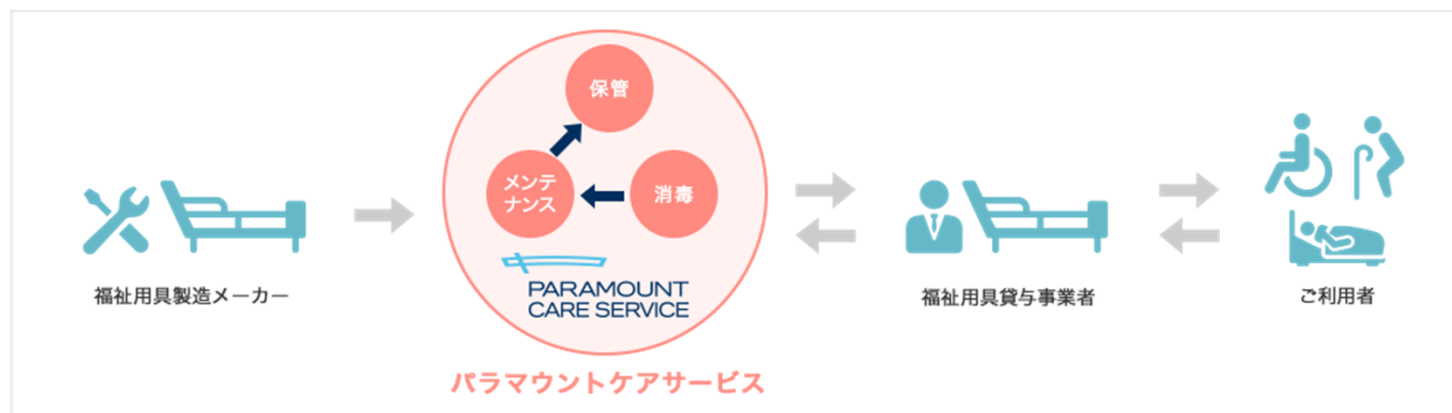 保管
メンテ
ナンス
消毒
PARAMOUNT
CARE SERVICE
福祉用具製造メーカー
福祉用具貸与事業者
ご利用者
パラマウントケアサービス